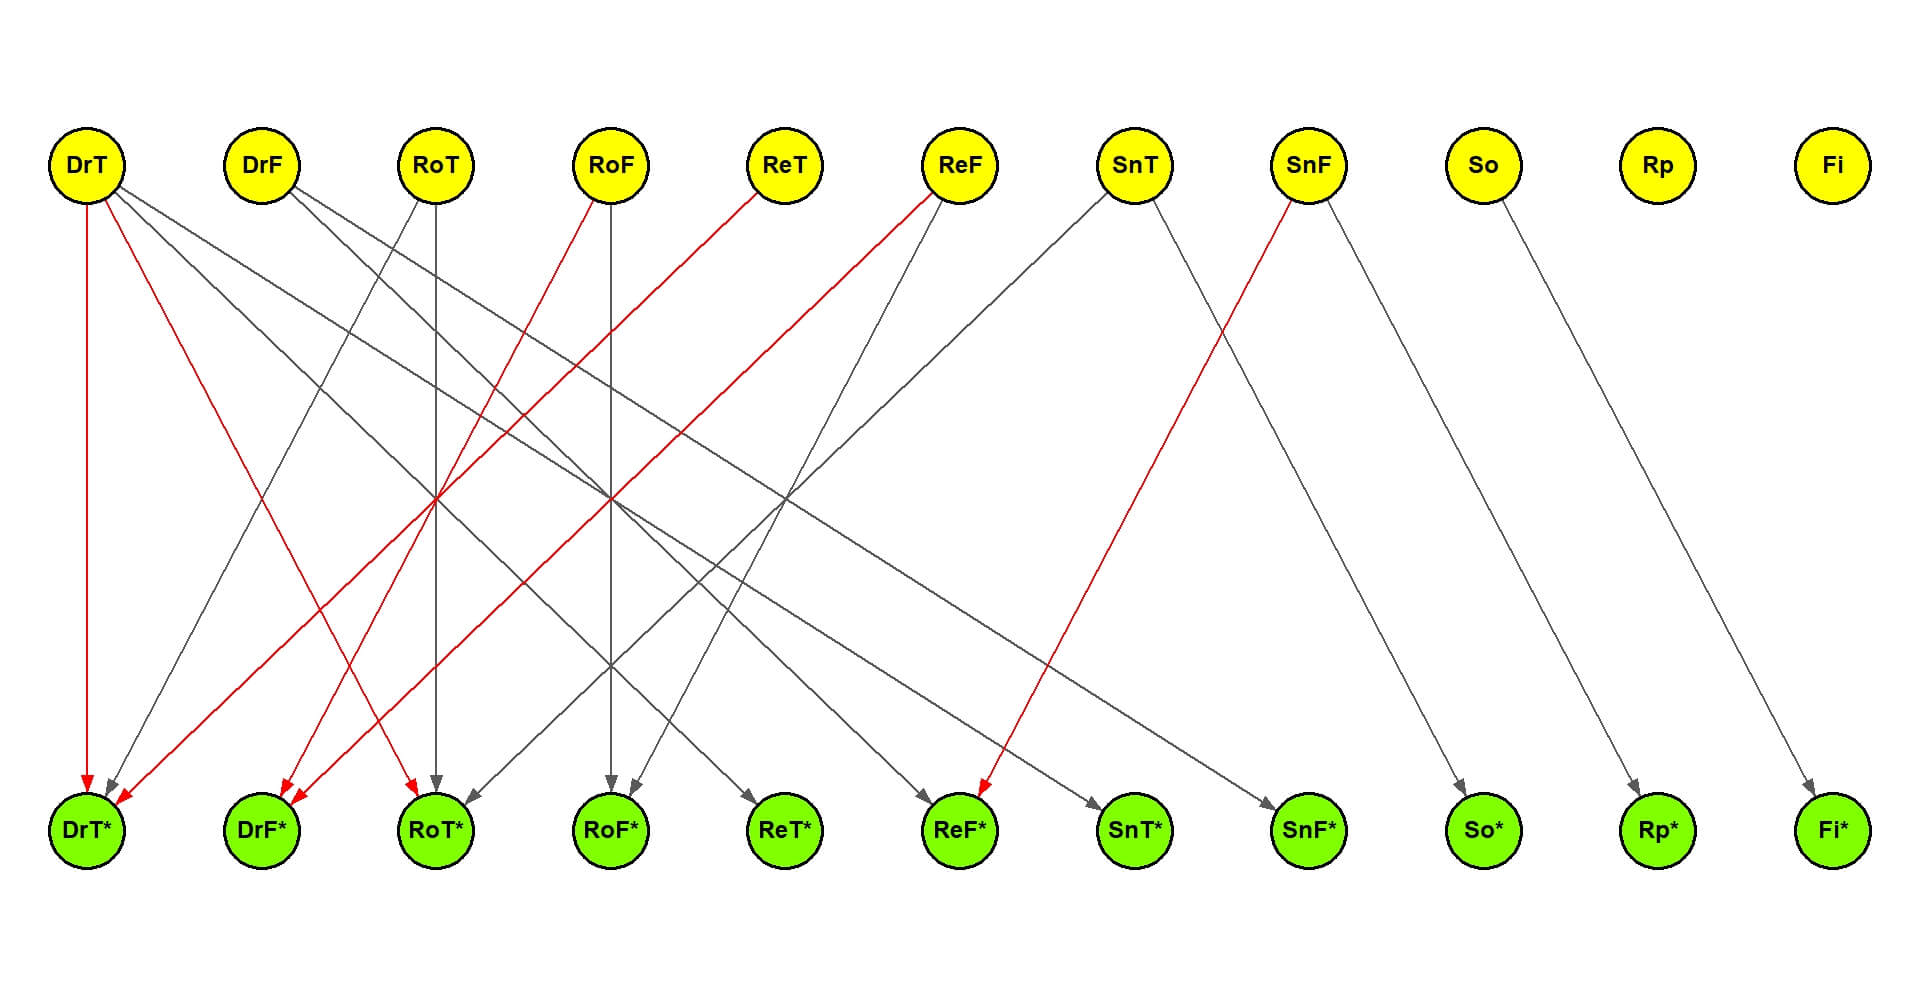 DrT DrF RoT RoF ReT ReF SnT SnF So Rp Fi
DrT* DrF* RoT* RoF* ReT* ReF* SnT* SnF* So* Rp* Fi*